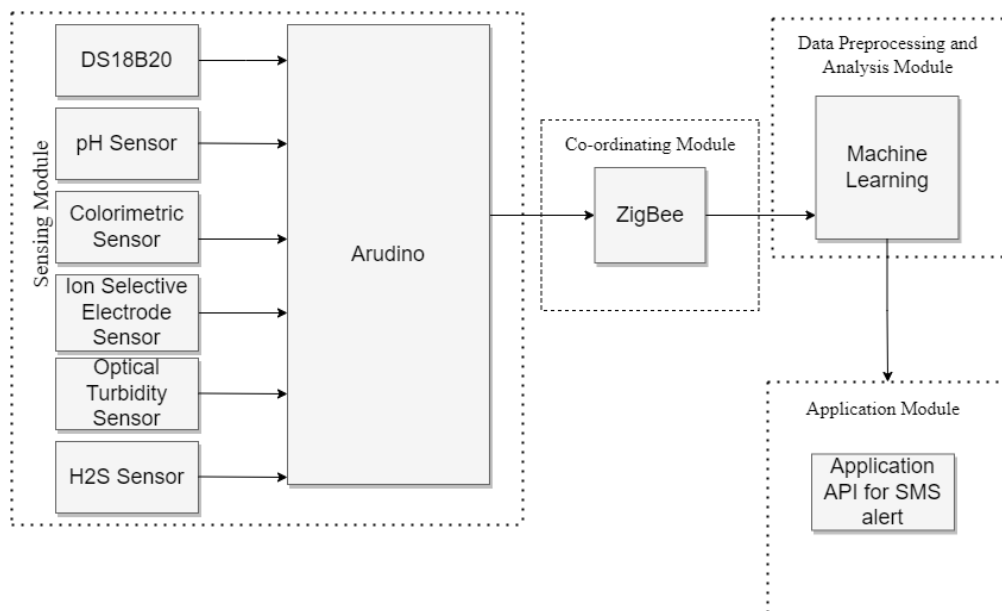 Sensing Module
DS18B20
pH Sensor
Colorimetric
Sensor
Ion Selective
Electrode
Sensor
Optical
Turbidity
Sensor
H2S Sensor
Arudino
Co-ordinating Module
ZigBee
Data Preprocessing and
Analysis Module
Machine
Learning
Application Module
Application
API for SMS
alert